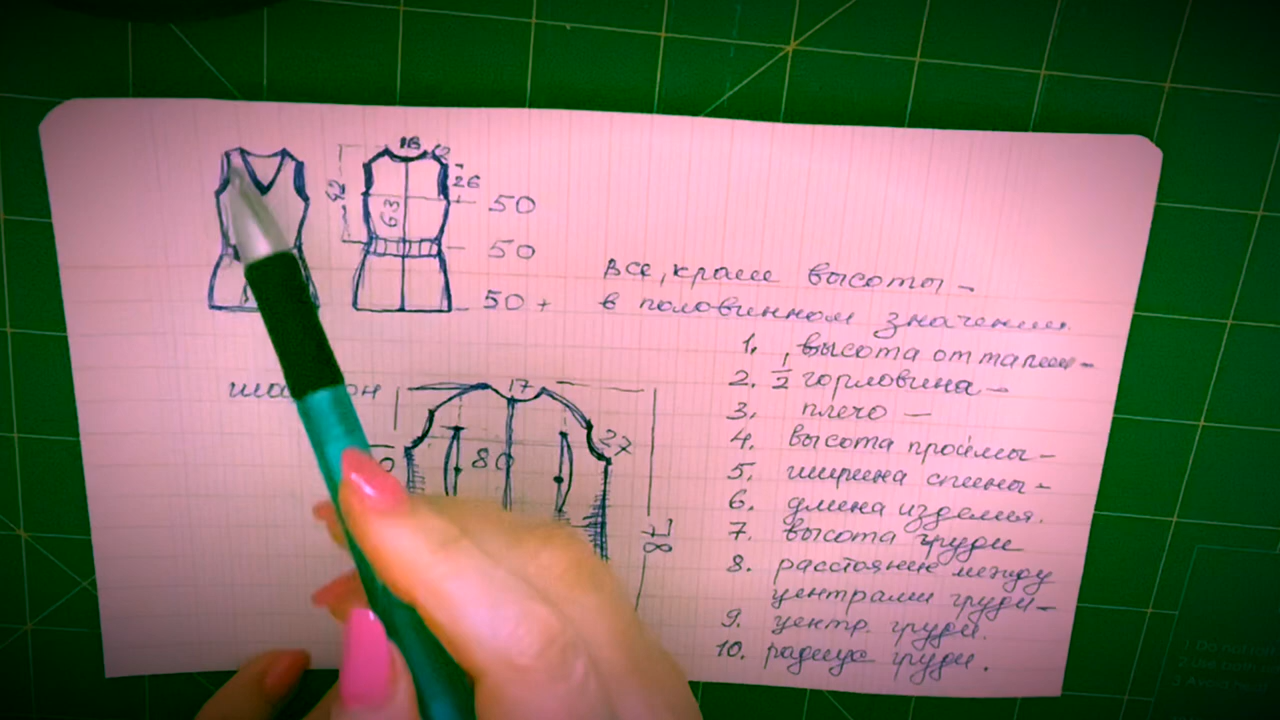 18
42
26
63
50
50
50+
все, кроме высоты -
в половинном значении.
1. высота от талии -
2. 1/2 горловина -
3. плечо -
4. высота проймы -
5. ширина спины -
6. длина изделия.
7. высота груди
8. расстояние между
центрами груди -
9. центр. груди.
10. радиус груди.
17
27
80
78